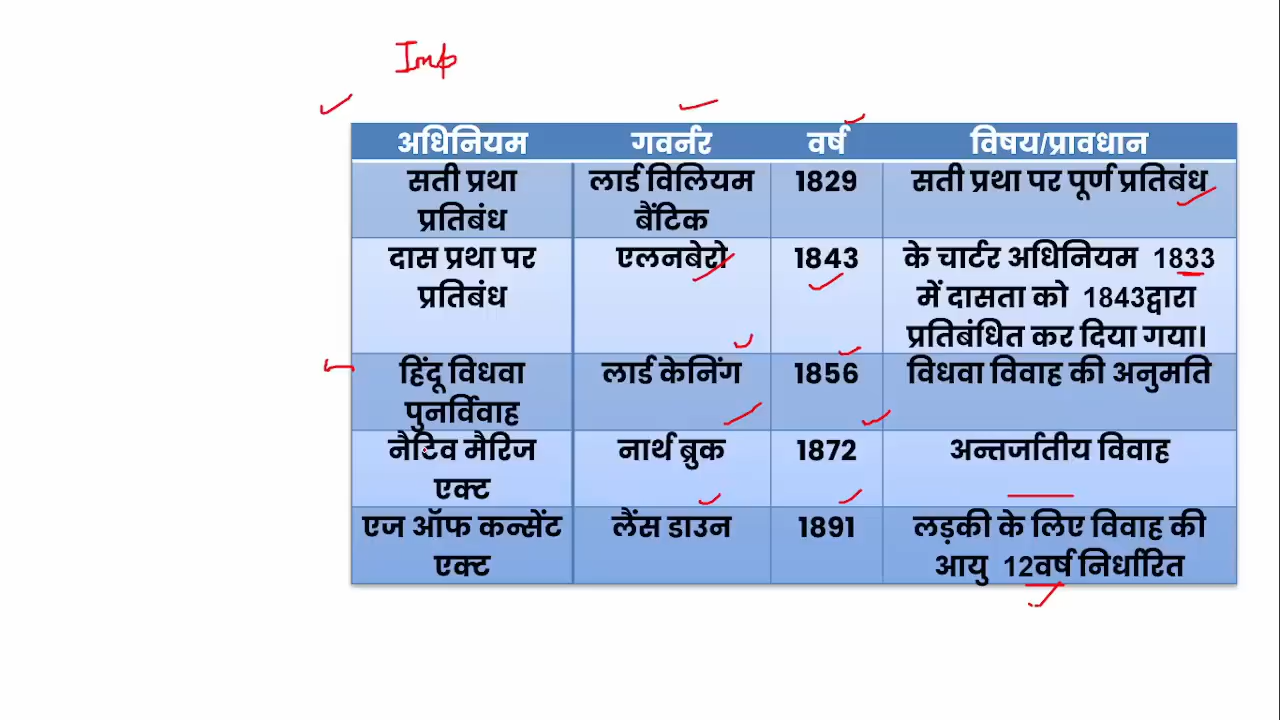 Imp
अधिनियम गवर्नर वर्ष विषय/प्रावधान
सती प्रथा लार्ड विलियम 1829 सती प्रथा पर पूर्ण प्रतिबंध
प्रतिबंध बैंटिक
दास प्रथा पर एलनबेरो 1843 के चार्टर अधिनियम 1833
प्रतिबंध में दासता को 1843द्वारा
प्रतिबंधित कर दिया गया।
हिंदू विधवा लार्ड केनिंग 1856 विधवा विवाह की अनुमति
पुनर्विवाह
नैटिव मैरिज नार्थ ब्रुक 1872 अन्तर्जातीय विवाह
एक्ट
एज ऑफ कन्सेंट लैंस डाउन 1891 लड़की के लिए विवाह की
एक्ट आयु 12वर्ष निर्धारित